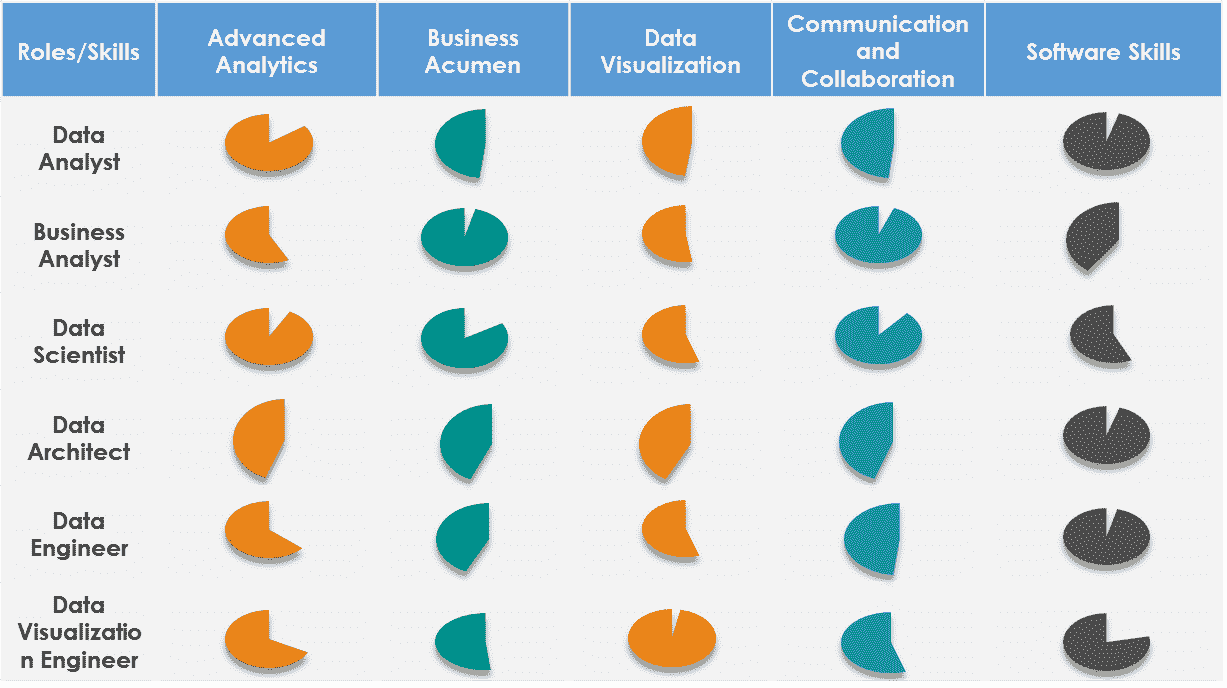 Roles/Skills
Advanced
Analytics
Business
Acumen
Data
Visualization
Communication
and
Collaboration
Software Skills
Data
Analyst
Business
Analyst
Data
Scientist
Data
Architect
Data
Engineer
Data
Visualizatio
n Engineer